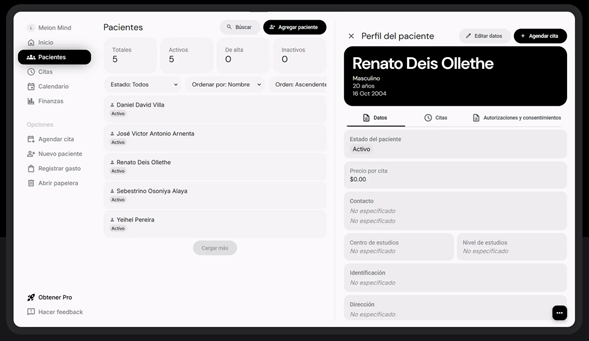 Melon Mind
Inicio
Pacientes
Citas
Calendario
Finanzas
Opciones
Agendar cita
Nuevo paciente
Registrar gasto
Abrir papelera
Obtener Pro
Hacer feedback
Pacientes
Búscar
Agregar paciente
Totales
5
Activos
5
De alta
0
Inactivos
0
Estado: Todos
Ordenar por: Nombre
Orden: Ascendente
Daniel David Villa
Activo
José Victor Antonio Arnenta
Activo
Renato Deis Ollethe
Activo
Sebestrino Osoniya Alaya
Activo
Yeihel Pereira
Activo
Cargar más
Perfil del paciente
Editar datos
Agendar cita
Renato Deis Ollethe
Masculino
20 años
16 Oct 2004
Datos
Citas
Autorizaciones y consentimientos
Estado del paciente
Activo
Precio por cita
$0.00
Contacto
No especificado
No especificado
Centro de estudios
No especificado
Nivel de estudios
No especificado
Identificación
No especificado
Dirección
No especificado